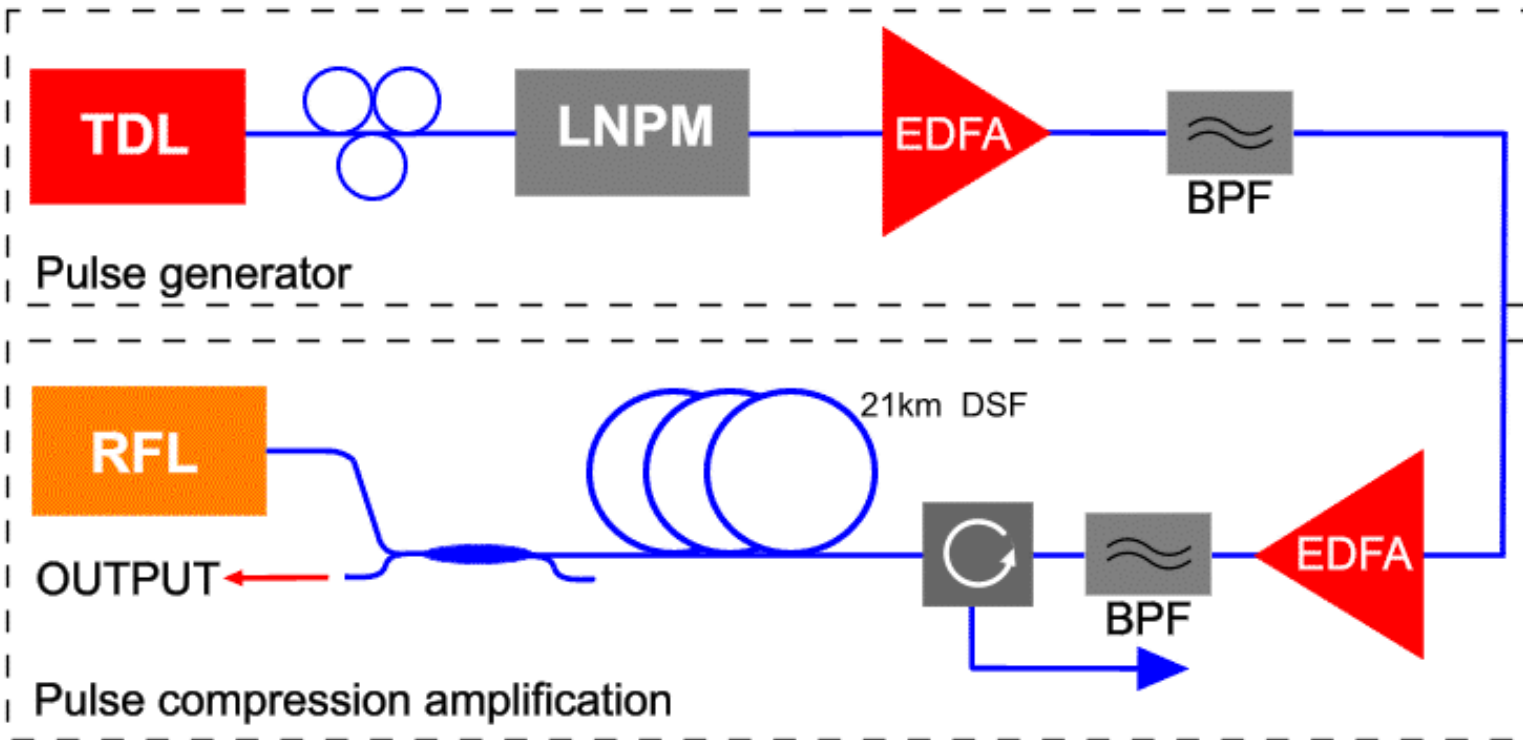 TDL
LNPM
EDFA
BPF
Pulse generator
RFL
21km DSF
OUTPUT
EDFA
BPF
Pulse compression amplification